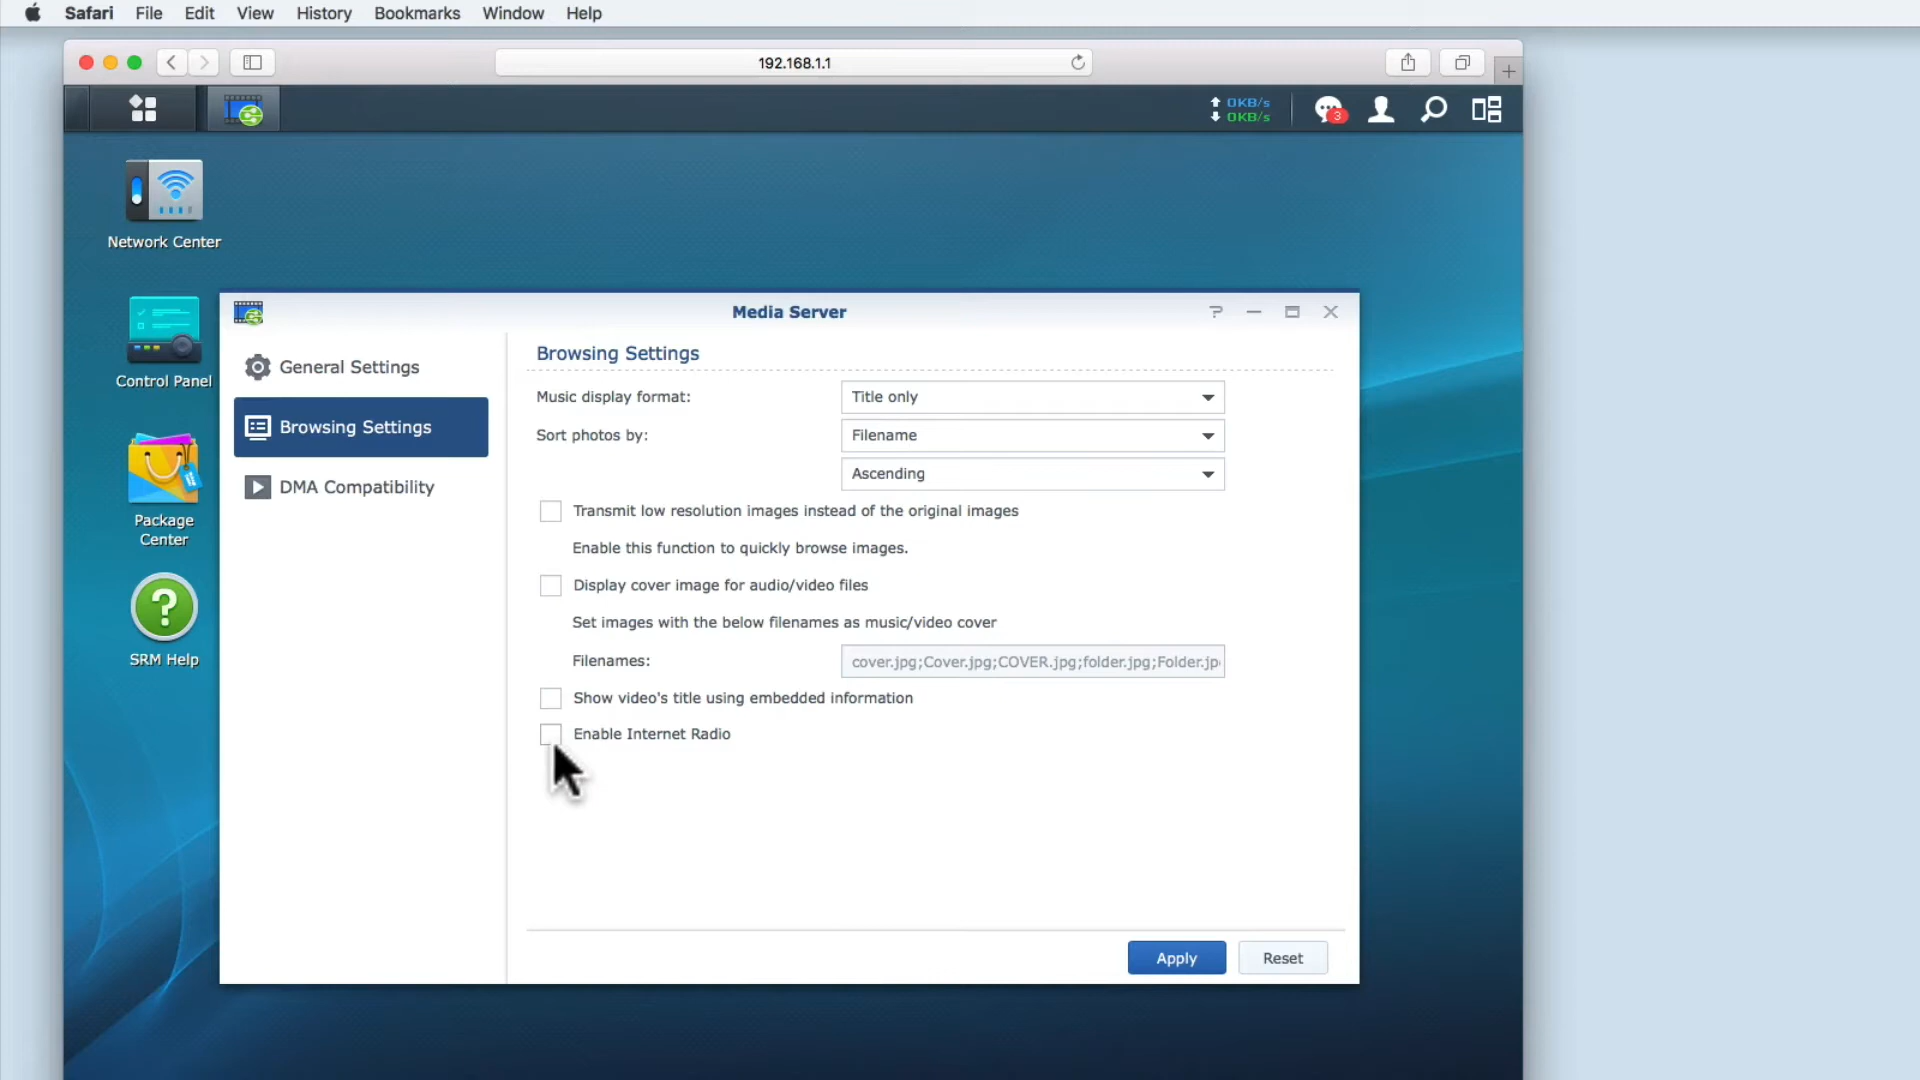 Safari File Edit View History Bookmarks Window Help
192.168.1.1
0KB/s
0KB/s
3
Network Center
Control Panel
Package
Center
SRM Help
Media Server
General Settings
Browsing Settings
DMA Compatibility
Browsing Settings
Music display format: Title only
Sort photos by: Filename
Ascending
Transmit low resolution images instead of the original images
Enable this function to quickly browse images.
Display cover image for audio/video files
Set images with the below filenames as music/video cover
Filenames: cover.jpg;Cover.jpg;COVER.jpg;folder.jpg;Folder.jp
Show video's title using embedded information
Enable Internet Radio
Apply Reset